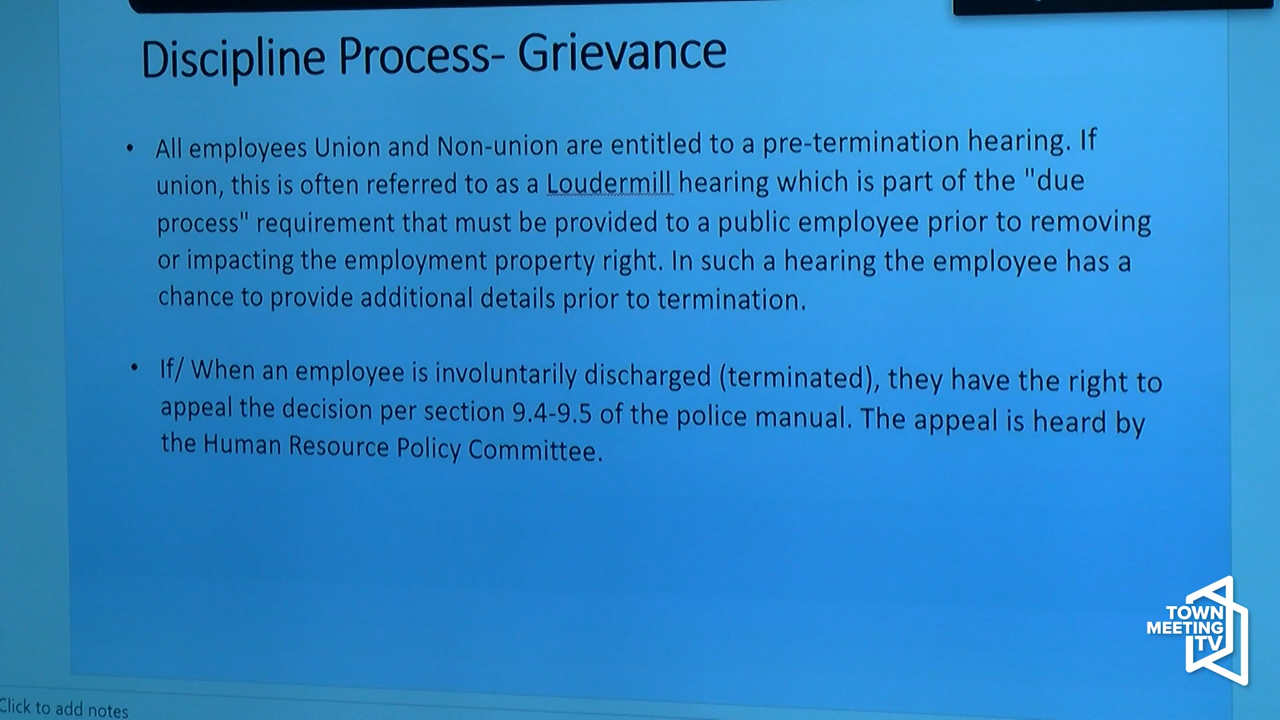 Discipline Process- Grievance
• All employees Union and Non-union are entitled to a pre-termination hearing. If
union, this is often referred to as a Loudermill hearing which is part of the "due
process" requirement that must be provided to a public employee prior to removing
or impacting the employment property right. In such a hearing the employee has a
chance to provide additional details prior to termination.
• If/ When an employee is involuntarily discharged (terminated), they have the right to
appeal the decision per section 9.4-9.5 of the police manual. The appeal is heard by
the Human Resource Policy Committee.
TOWN
MEETING
TV
Click to add notes